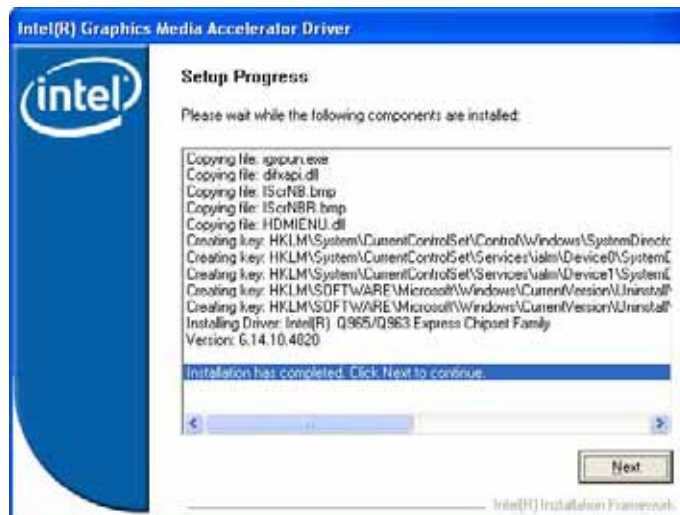 Intel(R) Graphics Media Accelerator Driver
intel
Setup Progress
Please wait while the following components are installed:
Copying file: igxpun.exe
Copying file: difxapi.dll
Copying file: IScrNB.bmp
Copying file: IScrNBR.bmp
Copying file: HDMIENU.dll
Creating key: HKLM\System\CurrentControlSet\Control\Windows\SystemDirecto
Creating key: HKLM\System\CurrentControlSet\Services\ialm\Device0\SystemD
Creating key: HKLM\System\CurrentControlSet\Services\ialm\Device1\SystemD
Creating key: HKLM\SOFTWARE\Microsoft\Windows\CurrentVersion\Uninstall\
Creating key: HKLM\SOFTWARE\Microsoft\Windows\CurrentVersion\Uninstall\
Installing Driver: Intel(R) Q965/Q963 Express Chipset Family
Version: 6.14.10.4820
Installation has completed. Click Next to continue.
Next
Intel(R) Installation Framework